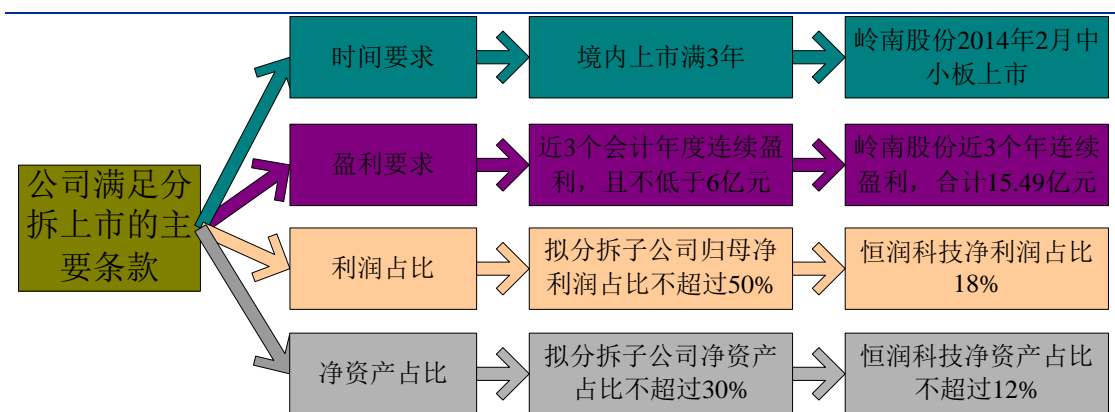 公司满足分
拆上市的主
要条款
时间要求
境内上市满3年
岭南股份2014年2月中
小板上市
盈利要求
近3个会计年度连续盈
利，且不低于6亿元
岭南股份近3个年连续
盈利，合计15.49亿元
利润占比
拟分拆子公司归母净
利润占比不超过50%
恒润科技净利润占比
18%
净资产占比
拟分拆子公司净资产
占比不超过30%
恒润科技净资产占比
不超过12%